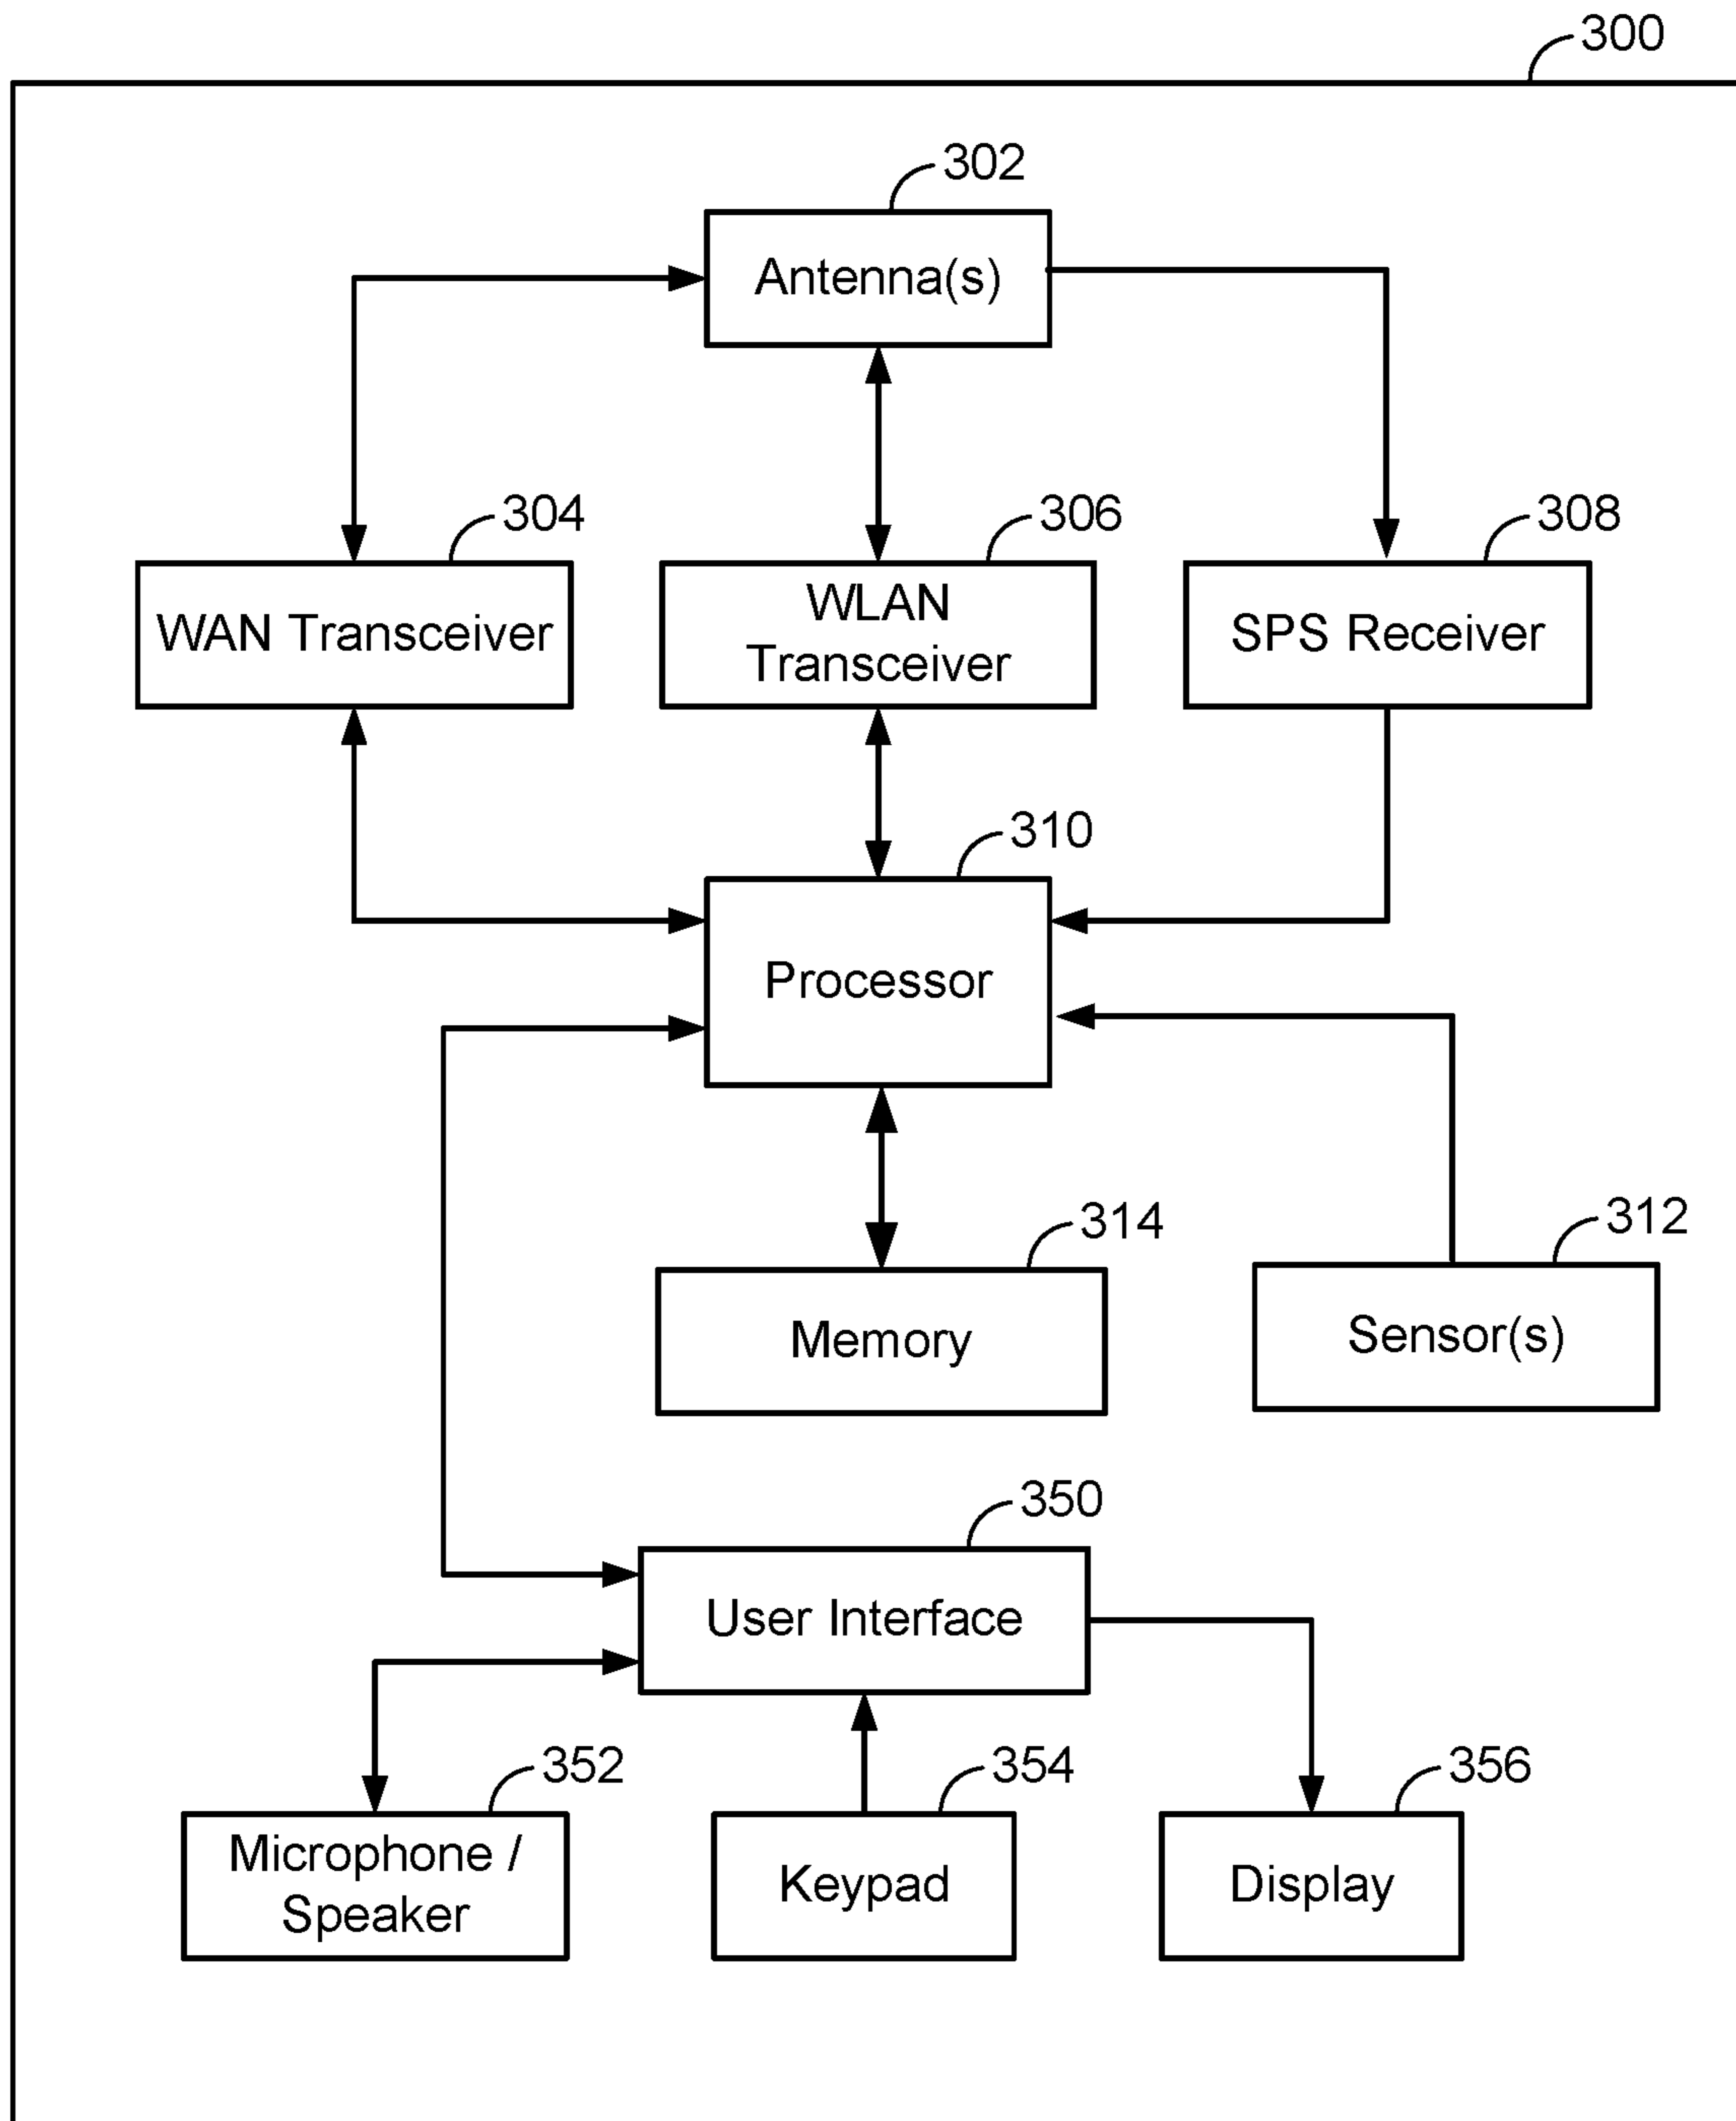 300
302
Antenna(s)
304
306
308
WAN Transceiver
WLAN
Transceiver
SPS Receiver
310
Processor
314
312
Memory
Sensor(s)
350
User Interface
352
354
356
Microphone /
Speaker
Keypad
Display